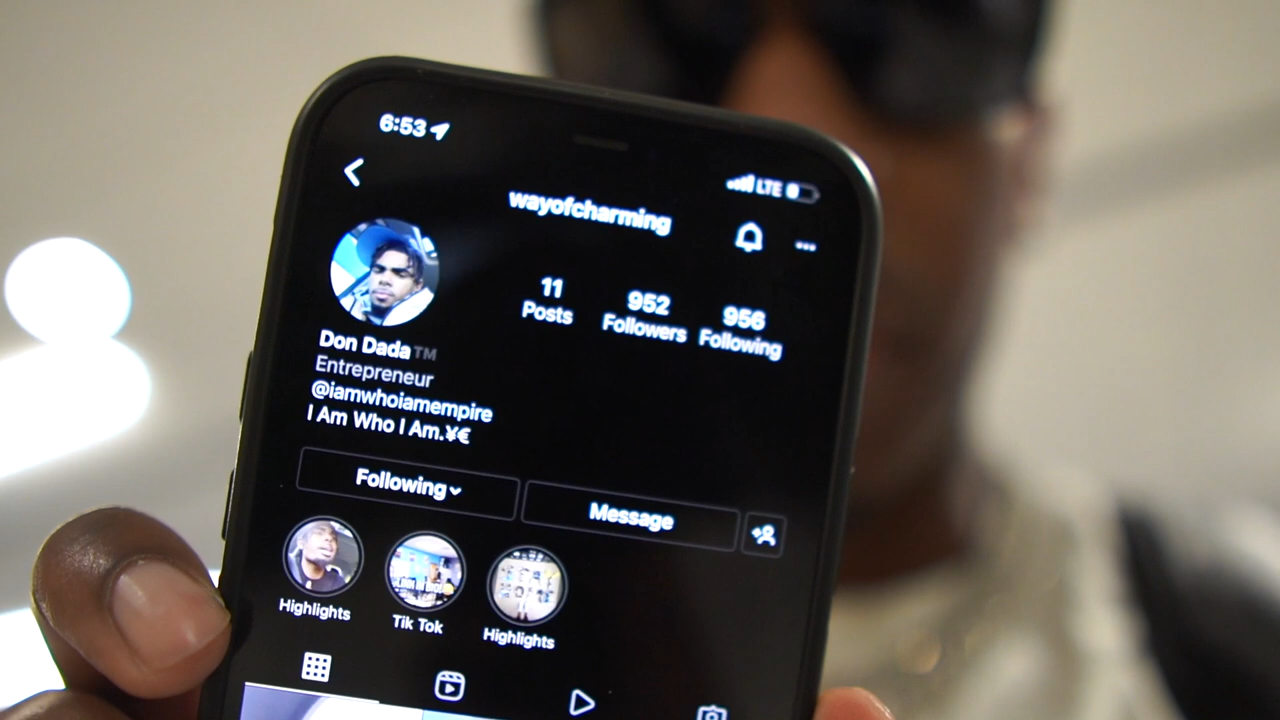 6:53
LTE
wayofcharming
11 952 956
Posts Followers Following
Don Dada™
Entrepreneur
@iamwhoiamempire
I Am Who I Am.¥€
Following Message
Highlights Tik Tok Highlights